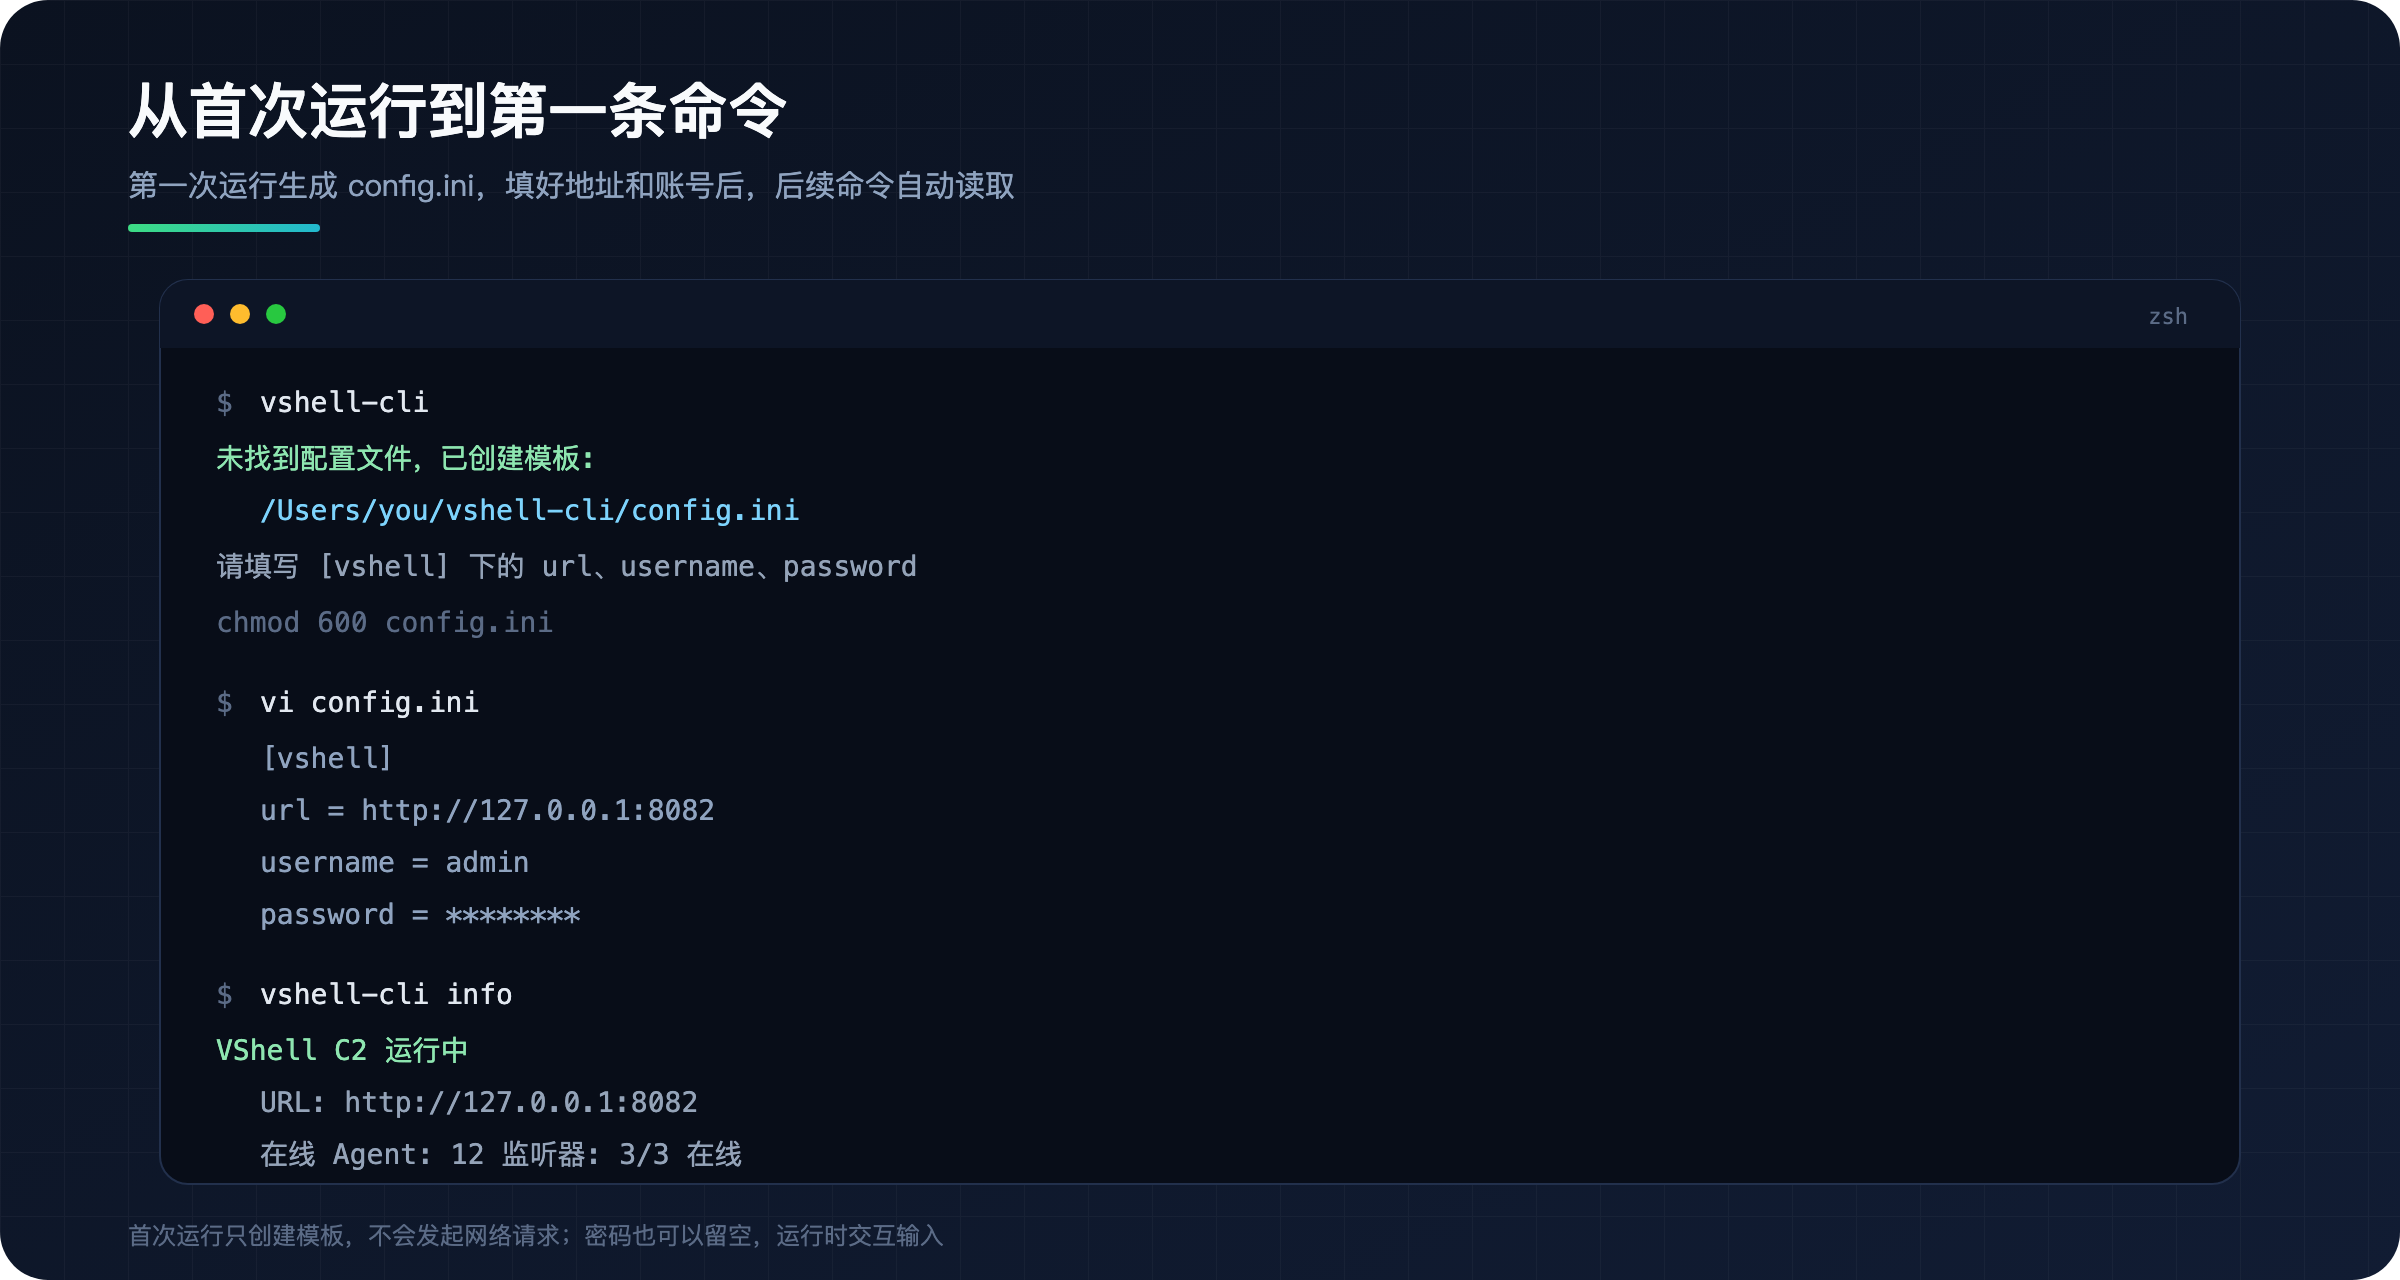 从首次运行到第一条命令
第一次运行生成 config.ini，填好地址和账号后，后续命令自动读取
zsh
$ vshell-cli
未找到配置文件，已创建模板:
/Users/you/vshell-cli/config.ini
请填写 [vshell] 下的 url、username、password
chmod 600 config.ini
$ vi config.ini
[vshell]
url = http://127.0.0.1:8082
username = admin
password = ********
$ vshell-cli info
VShell C2 运行中
URL: http://127.0.0.1:8082
在线 Agent: 12 监听器: 3/3 在线
首次运行只创建模板，不会发起网络请求；密码也可以留空，运行时交互输入